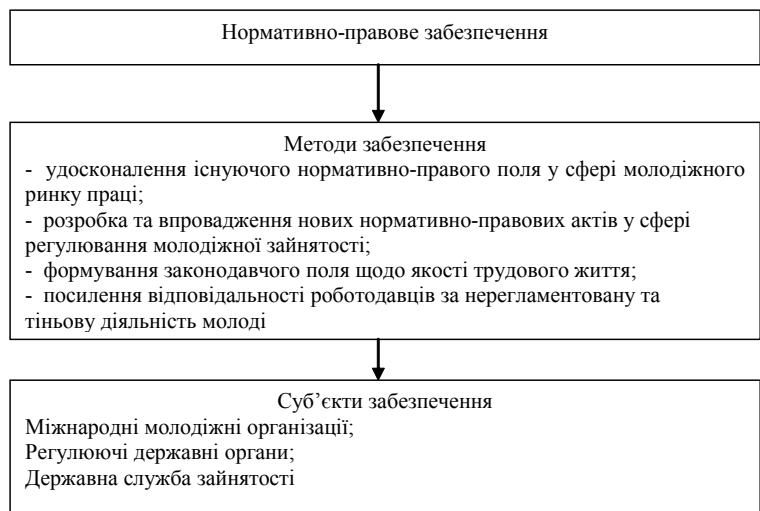 Нормативно-правове забезпечення
Методи забезпечення
- удосконалення існуючого нормативно-правого поля у сфері молодіжного
ринку праці;
- розробка та впровадження нових нормативно-правових актів у сфері
регулювання молодіжної зайнятості;
- формування законодавчого поля щодо якості трудового життя;
- посилення відповідальності роботодавців за нерегламентовану та
тіньову діяльність молоді
Суб’єкти забезпечення
Міжнародні молодіжні організації;
Регулюючі державні органи;
Державна служба зайнятості